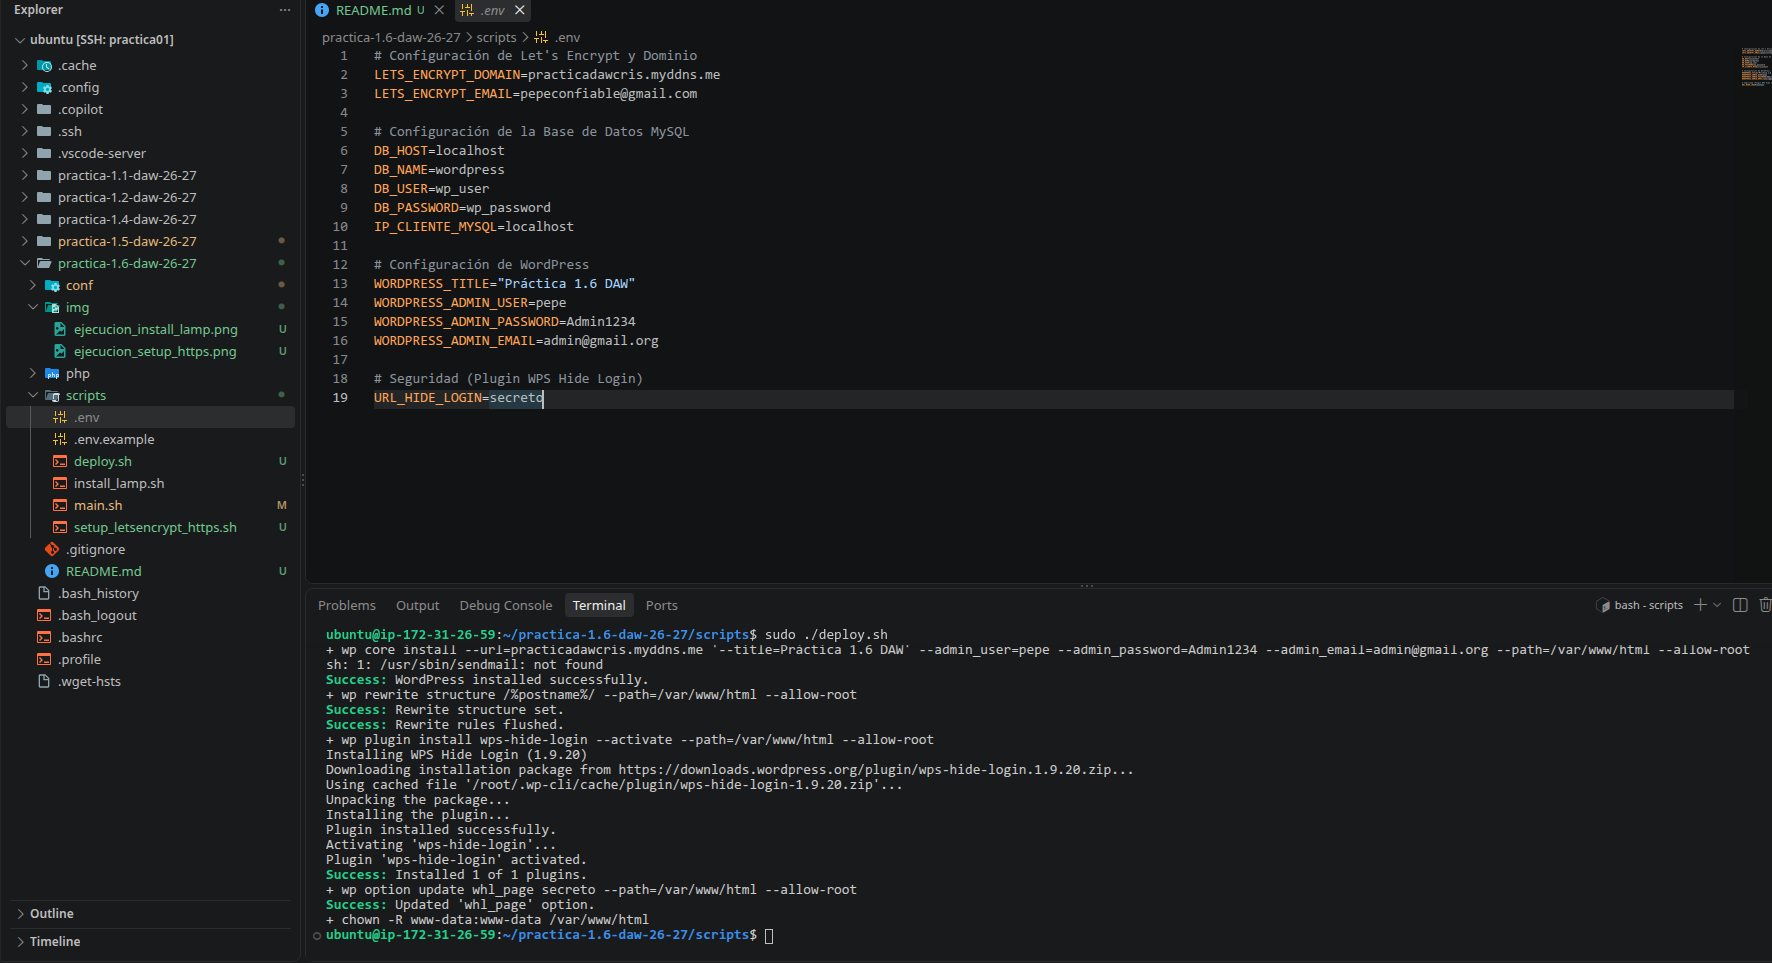 Explorer
ubuntu [SSH: practica01]
.cache
.config
.copilot
.ssh
.vscode-server
practica-1.1-daw-26-27
practica-1.2-daw-26-27
practica-1.4-daw-26-27
practica-1.5-daw-26-27
practica-1.6-daw-26-27
conf
img
ejecucion_install_lamp.png U
ejecucion_setup_https.png U
php
scripts
.env
.env.example
deploy.sh U
install_lamp.sh
main.sh M
setup_letsencrypt_https.sh U
.gitignore
README.md U
.bash_history
.bash_logout
.bashrc
.profile
.wget-hsts
Outline
Timeline
README.md U
.env
practica-1.6-daw-26-27 > scripts > .env
1 # Configuración de Let's Encrypt y Dominio
2 LETS_ENCRYPT_DOMAIN=practicadawcris.myddns.me
3 LETS_ENCRYPT_EMAIL=pepeconfiable@gmail.com
4
5 # Configuración de la Base de Datos MySQL
6 DB_HOST=localhost
7 DB_NAME=wordpress
8 DB_USER=wp_user
9 DB_PASSWORD=wp_password
10 IP_CLIENTE_MYSQL=localhost
11
12 # Configuración de WordPress
13 WORDPRESS_TITLE="Práctica 1.6 DAW"
14 WORDPRESS_ADMIN_USER=pepe
15 WORDPRESS_ADMIN_PASSWORD=Admin1234
16 WORDPRESS_ADMIN_EMAIL=admin@gmail.org
17
18 # Seguridad (Plugin WPS Hide Login)
19 URL_HIDE_LOGIN=secreto
Problems Output Debug Console Terminal Ports
bash - scripts
ubuntu@ip-172-31-26-59:~/practica-1.6-daw-26-27/scripts$ sudo ./deploy.sh
+ wp core install --url=practicadawcris.myddns.me '--title=Práctica 1.6 DAW' --admin_user=pepe --admin_password=Admin1234 --admin_email=admin@gmail.org --path=/var/www/html --allow-root
sh: 1: /usr/sbin/sendmail: not found
Success: WordPress installed successfully.
+ wp rewrite structure /%postname%/ --path=/var/www/html --allow-root
Success: Rewrite structure set.
Success: Rewrite rules flushed.
+ wp plugin install wps-hide-login --activate --path=/var/www/html --allow-root
Installing WPS Hide Login (1.9.20)
Downloading installation package from https://downloads.wordpress.org/plugin/wps-hide-login.1.9.20.zip...
Using cached file '/root/.wp-cli/cache/plugin/wps-hide-login-1.9.20.zip'...
Unpacking the package...
Installing the plugin...
Plugin installed successfully.
Activating 'wps-hide-login'...
Plugin 'wps-hide-login' activated.
Success: Installed 1 of 1 plugins.
+ wp option update whl_page secreto --path=/var/www/html --allow-root
Success: Updated 'whl_page' option.
+ chown -R www-data:www-data /var/www/html
ubuntu@ip-172-31-26-59:~/practica-1.6-daw-26-27/scripts$